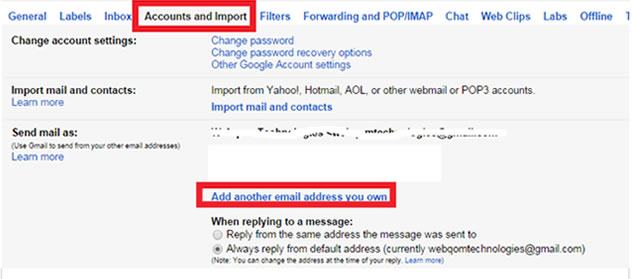 General Labels Inbox Accounts and Import Filters Forwarding and POP/IMAP Chat Web Clips Labs Offline
Change account settings: Change password
Change password recovery options
Other Google Account settings
Import mail and contacts: Import from Yahoo!, Hotmail, AOL, or other webmail or POP3 accounts.
Learn more
Import mail and contacts
Send mail as:
(Use Gmail to send from your other email addresses)
Learn more
Add another email address you own
When replying to a message:
Reply from the same address the message was sent to
Always reply from default address (currently webqomtechnologies@gmail.com)
(Note: You can change the address at the time of your reply. Learn more)